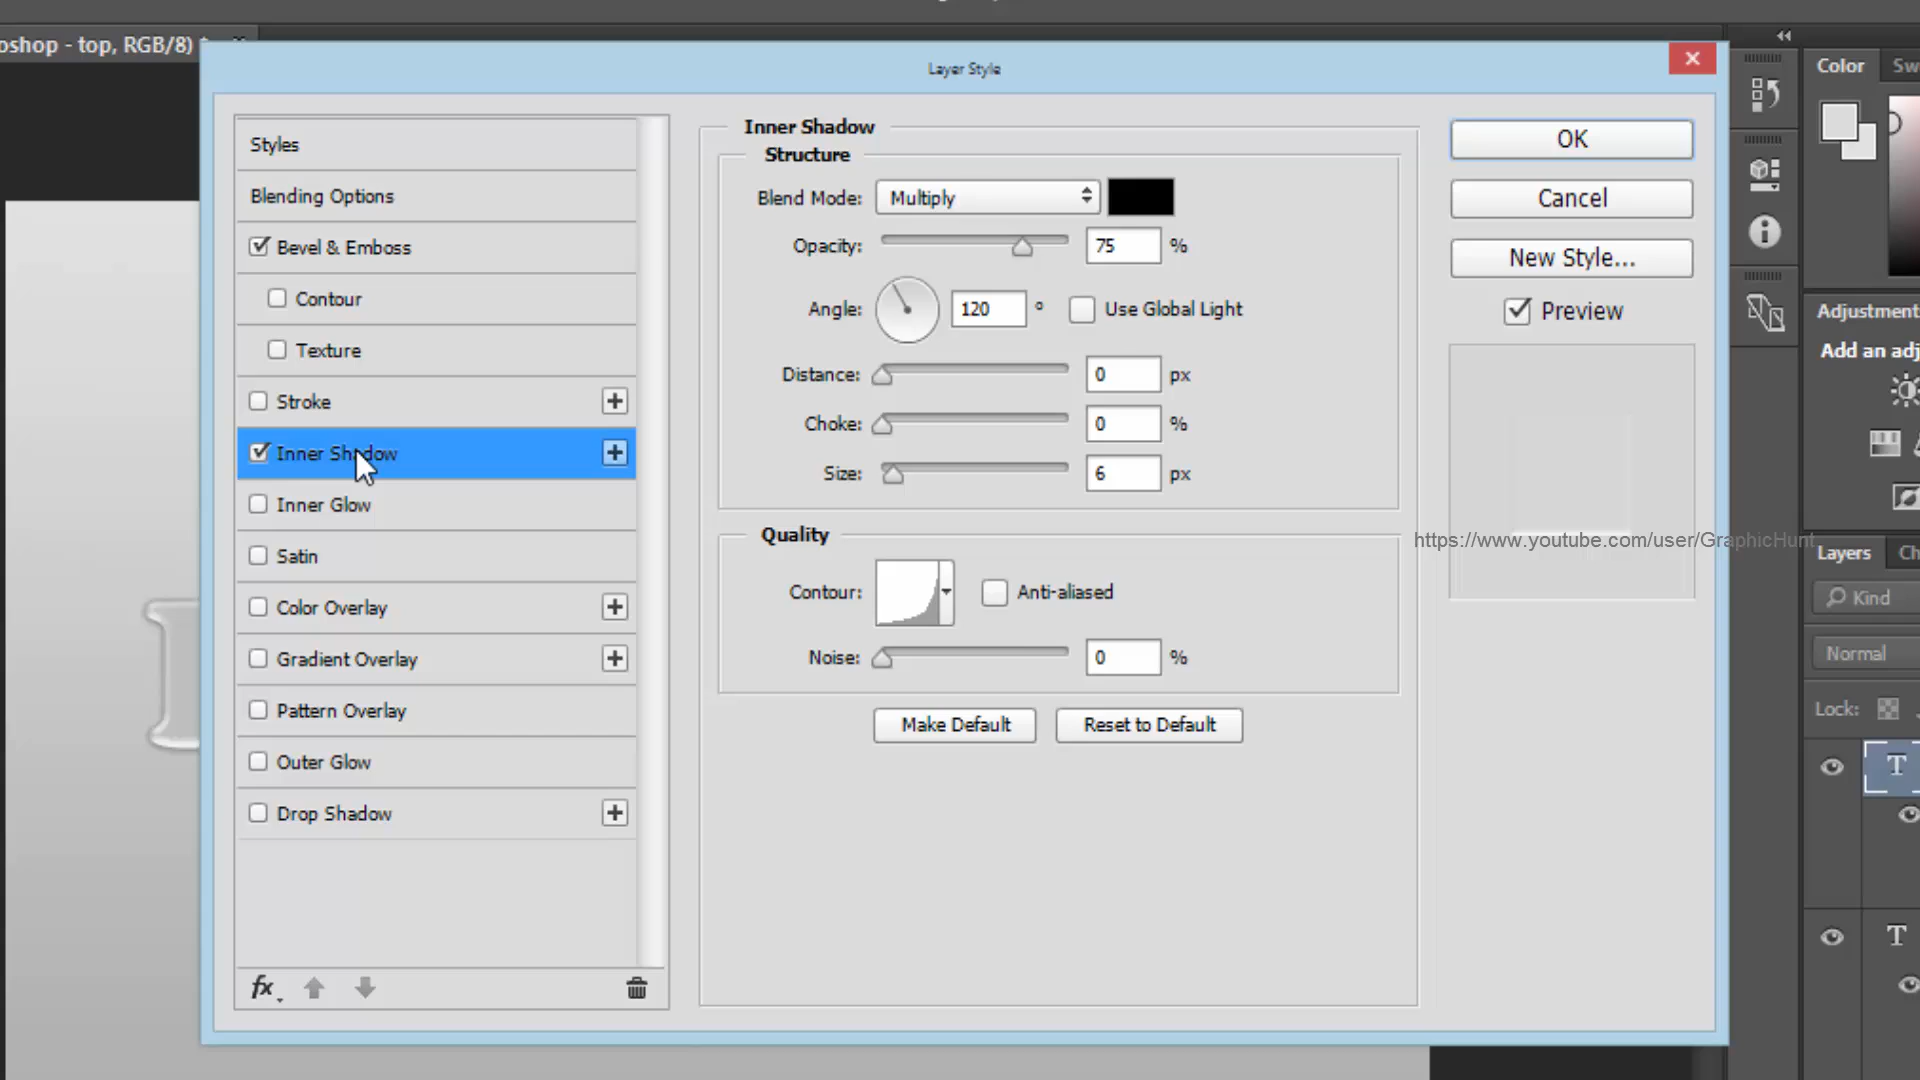 oshop - top, RGB/8) *
Layer Style
Styles
Blending Options
Bevel & Emboss
Contour
Texture
Stroke
Inner Shadow
Inner Glow
Satin
Color Overlay
Gradient Overlay
Pattern Overlay
Outer Glow
Drop Shadow
fx
Inner Shadow
Structure
Blend Mode: Multiply
Opacity: 75 %
Angle: 120 ° Use Global Light
Distance: 0 px
Choke: 0 %
Size: 6 px
Quality
Contour: Anti-aliased
Noise: 0 %
Make Default Reset to Default
OK
Cancel
New Style...
Preview
https://www.youtube.com/user/GraphicHunt
Color Sw
Adjustment
Add an adj
Layers Ch
Kind
Normal
Lock:
T
T